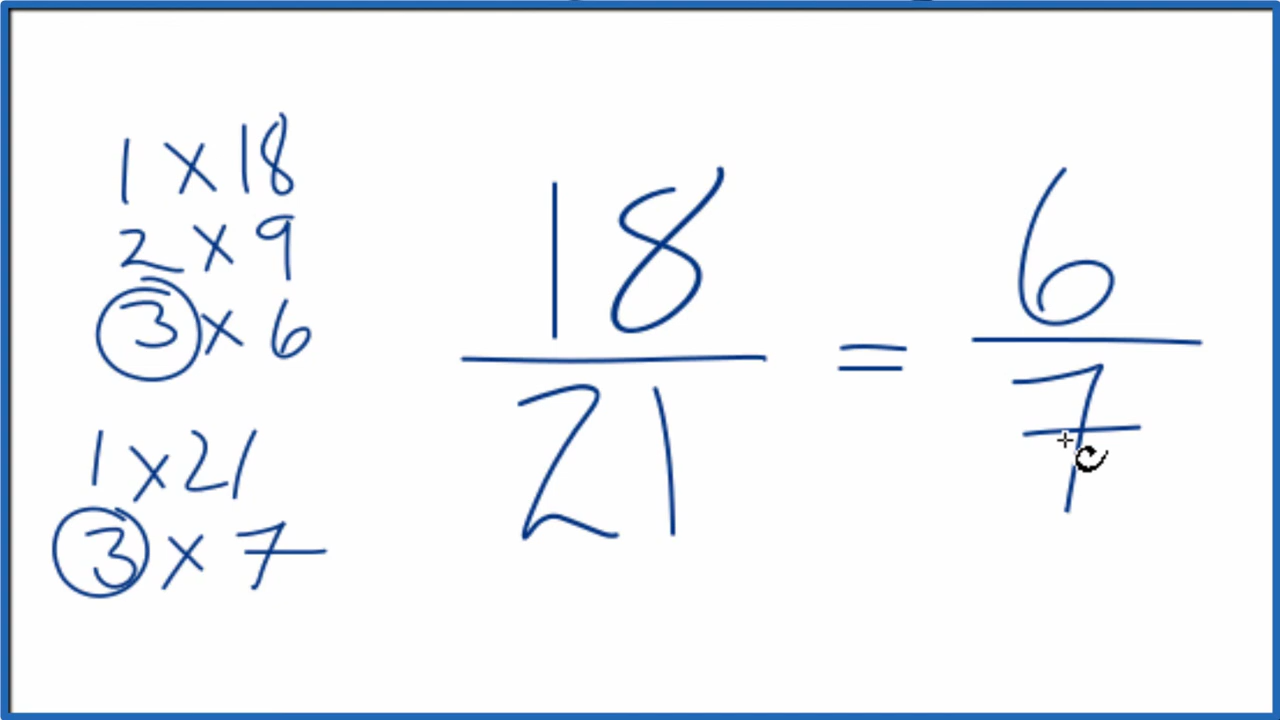 1 x 18
2 x 9
3 x 6
1 x 21
3 x 7
18
21
=
6
7